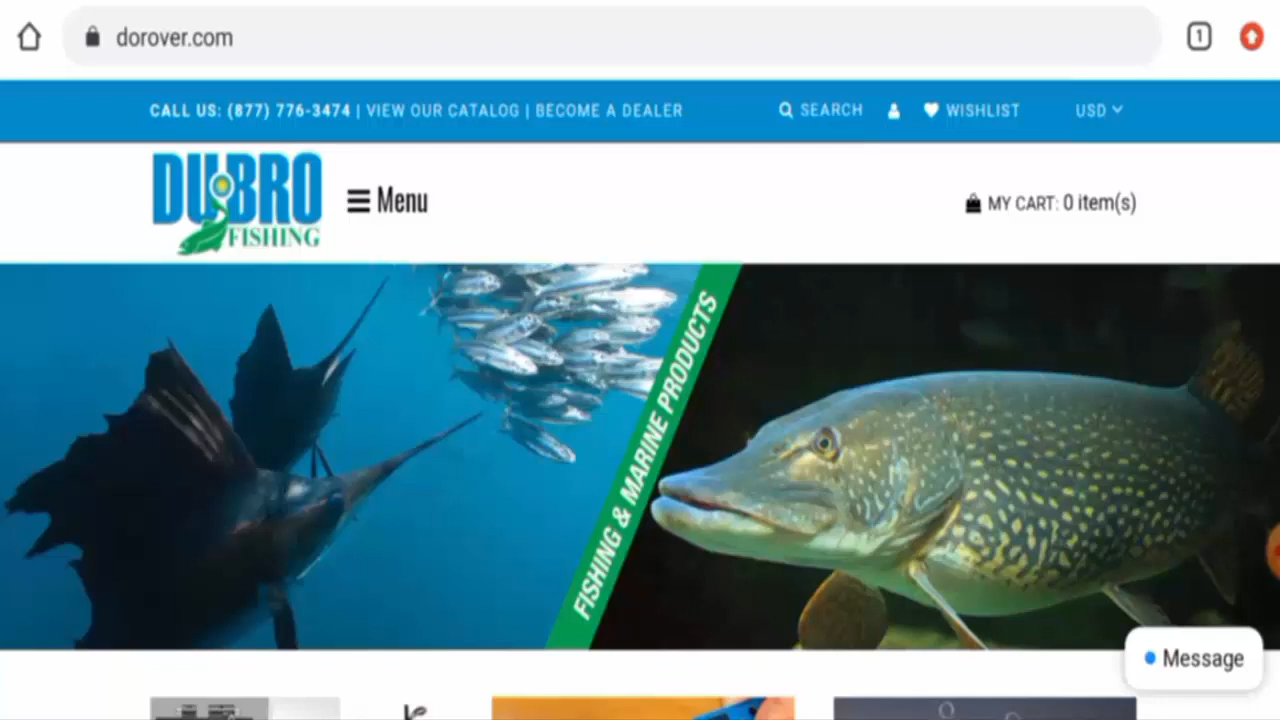 dorover.com
1
CALL US: (877) 776-3474 | VIEW OUR CATALOG | BECOME A DEALER
SEARCH
WISHLIST
USD
DU-BRO
FISHING
Menu
MY CART: 0 item(s)
FISHING & MARINE PRODUCTS
Message